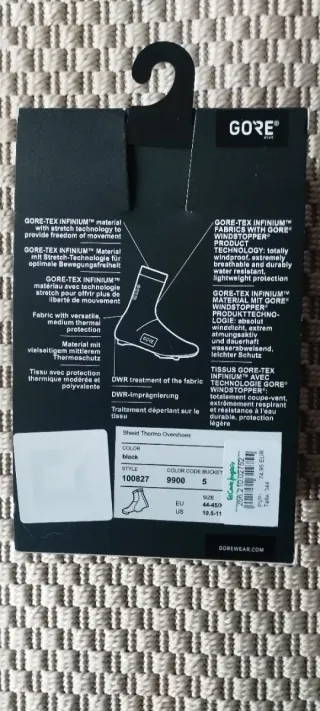 GORE®
WEAR
GORE-TEX INFINIUM™ material
with stretch technology to
provide freedom of movement
GORE-TEX INFINIUM™ Material
mit Stretch-Technologie für
optimale Bewegungsfreiheit
GORE-TEX INFINIUM™
matériau avec technologie
stretch pour offrir plus de
liberté de mouvement
Fabric with versatile,
medium thermal
protection
Material mit
vielseitigem mittlerem
Thermoschutz
Tissu avec protection
thermique modérée et
polyvalente
GORE
DWR treatment of the fabric
DWR-Imprägnierung
Traitement déperlant sur le
tissu
GORE-TEX INFINIUM™
FABRICS WITH GORE®
WINDSTOPPER®
PRODUCT
TECHNOLOGY: totally
windproof, extremely
breathable and durably
water resistant,
lightweight protection
GORE-TEX INFINIUM™
MATERIAL MIT GORE®
WINDSTOPPER®
PRODUKTTECHNO-
LOGIE: absolut
winddicht, extrem
atmungsaktiv
und dauerhaft
wasserabweisend,
leichter Schutz
TISSUS GORE-TEX
INFINIUM™ AVEC
TECHNOLOGIE GORE®
WINDSTOPPER®:
totalement coupe-vent,
extrêmement respirant
et résistance à l'eau
durable, protection
légère
Shield Thermo Overshoes
COLOR
black
STYLE
COLOR CODE
BUCKET
100827
9900
5
SIZE
EU
44-45
US
10.5-11
74.95 EUR
GOREWEAR.COM